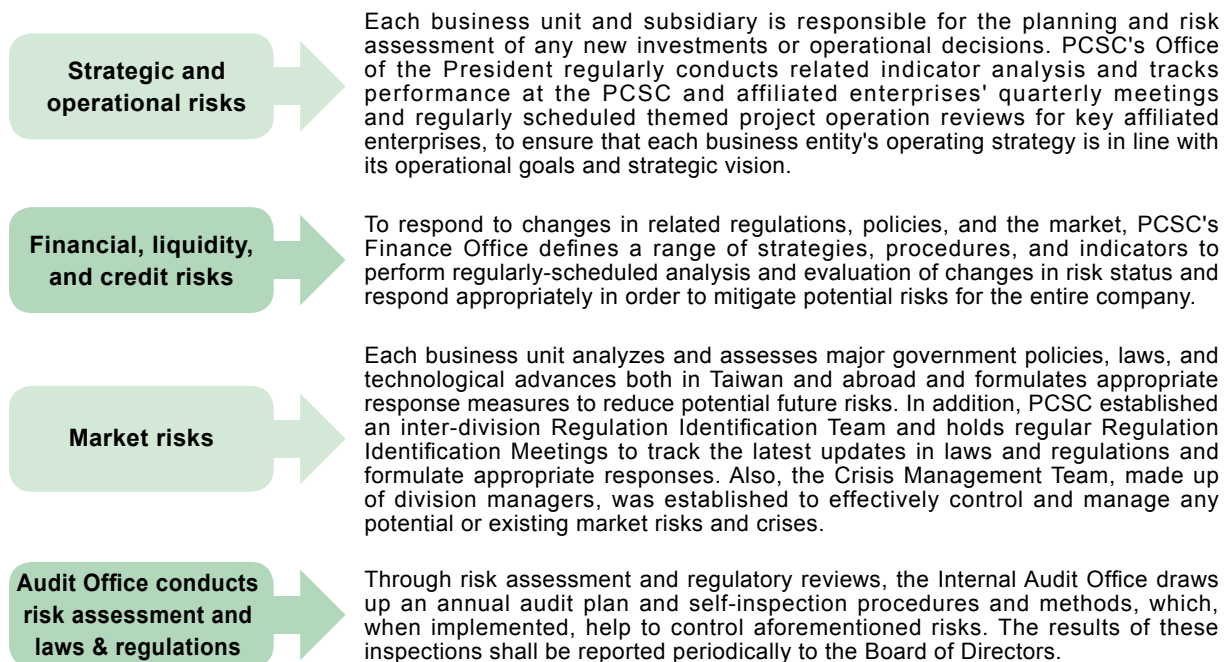 Strategic and
operational risks
Each business unit and subsidiary is responsible for the planning and risk
assessment of any new investments or operational decisions. PCSC's Office
of the President regularly conducts related indicator analysis and tracks
performance at the PCSC and affiliated enterprises' quarterly meetings
and regularly scheduled themed project operation reviews for key affiliated
enterprises, to ensure that each business entity's operating strategy is in line with
its operational goals and strategic vision.
Financial, liquidity,
and credit risks
To respond to changes in related regulations, policies, and the market, PCSC's
Finance Office defines a range of strategies, procedures, and indicators to
perform regularly-scheduled analysis and evaluation of changes in risk status and
respond appropriately in order to mitigate potential risks for the entire company.
Market risks
Each business unit analyzes and assesses major government policies, laws, and
technological advances both in Taiwan and abroad and formulates appropriate
response measures to reduce potential future risks. In addition, PCSC established
an inter-division Regulation Identification Team and holds regular Regulation
Identification Meetings to track the latest updates in laws and regulations and
formulate appropriate responses. Also, the Crisis Management Team, made up
of division managers, was established to effectively control and manage any
potential or existing market risks and crises.
Audit Office conducts
risk assessment and
laws & regulations
Through risk assessment and regulatory reviews, the Internal Audit Office draws
up an annual audit plan and self-inspection procedures and methods, which,
when implemented, help to control aforementioned risks. The results of these
inspections shall be reported periodically to the Board of Directors.